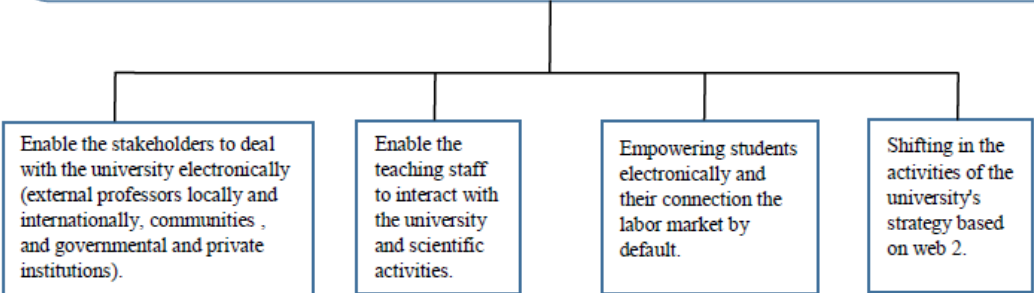 Enable the stakeholders to deal
with the university electronically
(external professors locally and
internationally, communities ,
and governmental and private
institutions).
Enable the
teaching staff
to interact with
the university
and scientific
activities.
Empowering students
electronically and
their connection the
labor market by
default.
Shifting in the
activities of the
university's
strategy based
on web 2.